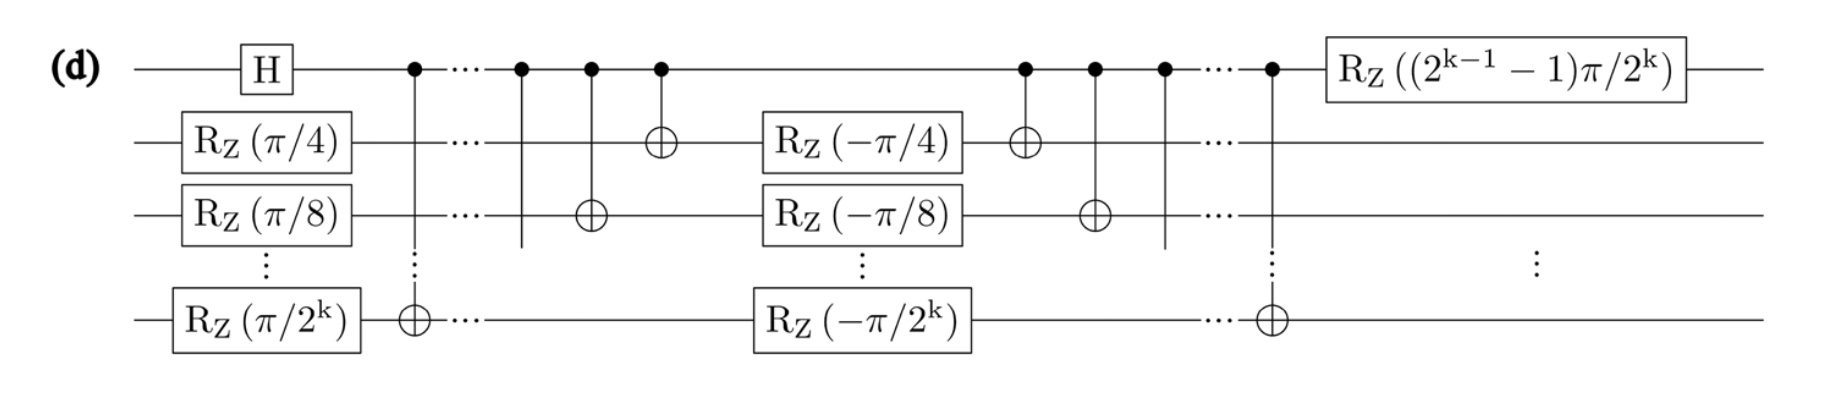 (d) H ... ... R_Z ((2^{k−1} − 1)π/2^k)
R_Z (π/4) ... R_Z (−π/4) ...
R_Z (π/8) ... R_Z (−π/8) ...
⋮ ⋮ ⋮ ⋮ ⋮
R_Z (π/2^k) ... R_Z (−π/2^k) ...